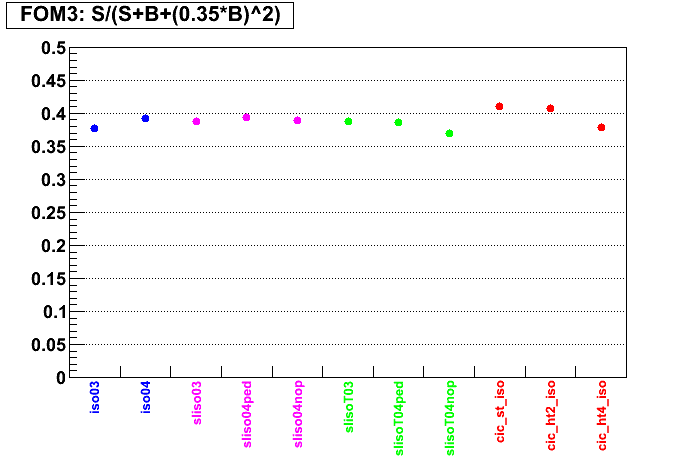 FOM3: S/(S+B+(0.35*B)^2)
0.5
0.45
0.4
0.35
0.3
0.25
0.2
0.15
0.1
0.05
0
iso03
iso04
sliso03
sliso04ped
sliso04nop
slisoT03
slisoT04ped
slisoT04nop
cic_st_iso
cic_ht2_iso
cic_ht4_iso